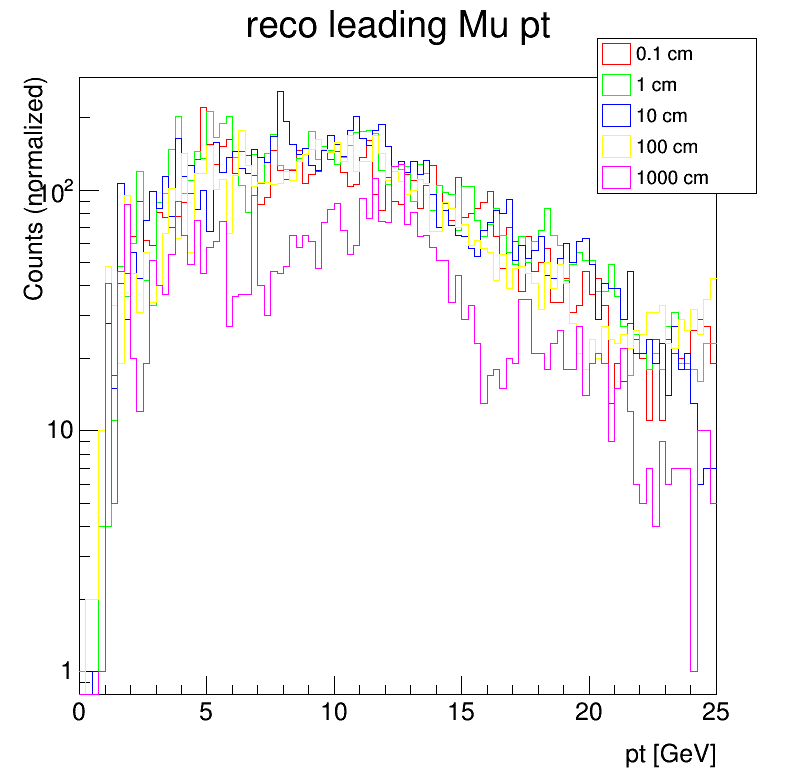 reco leading Mu pt
0.1 cm
1 cm
10 cm
100 cm
1000 cm
Counts (normalized)
10²
10
1
0 5 10 15 20 25
pt [GeV]